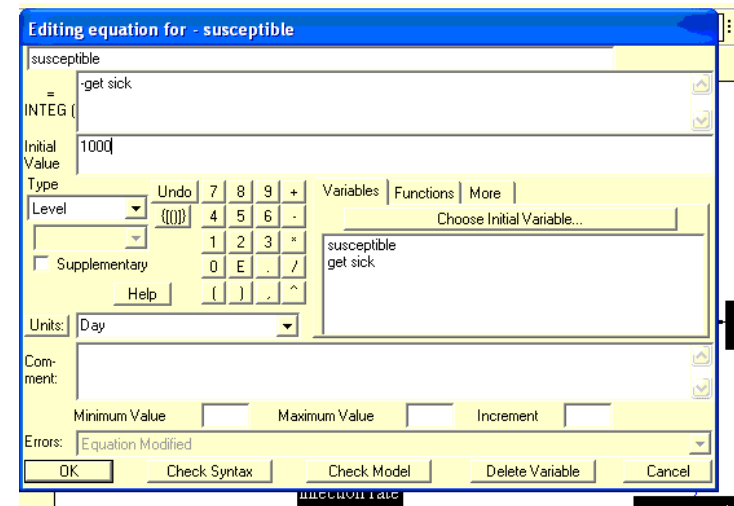 Editing equation for - susceptible
susceptible
= INTEG (
-get sick
Initial Value
1000
Type
Undo 7 8 9 + Variables Functions More
Level {[()]} 4 5 6 - Choose Initial Variable...
1 2 3 * susceptible
Supplementary 0 E . / get sick
Help ( ) , ^
Units: Day
Com-
ment:
Minimum Value Maximum Value Increment
Errors: Equation Modified
OK Check Syntax Check Model Delete Variable Cancel
infection rate